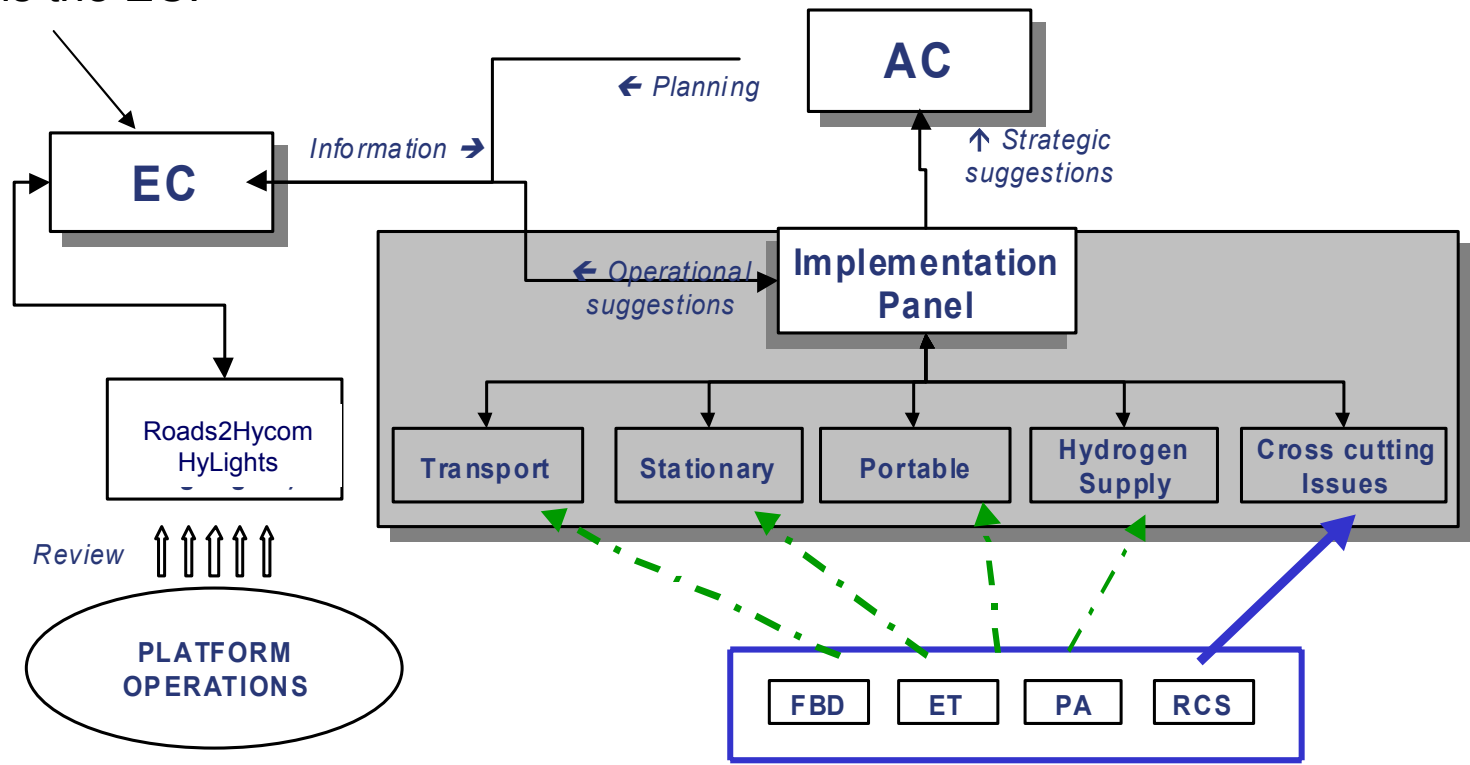 AC
← Planning
Information →
↑ Strategic
suggestions
EC
Implementation
Panel
← Operational
suggestions
Roads2Hycom
HyLights
Transport
Stationary
Portable
Hydrogen
Supply
Cross cutting
Issues
Review
PLATFORM
OPERATIONS
FBD
ET
PA
RCS